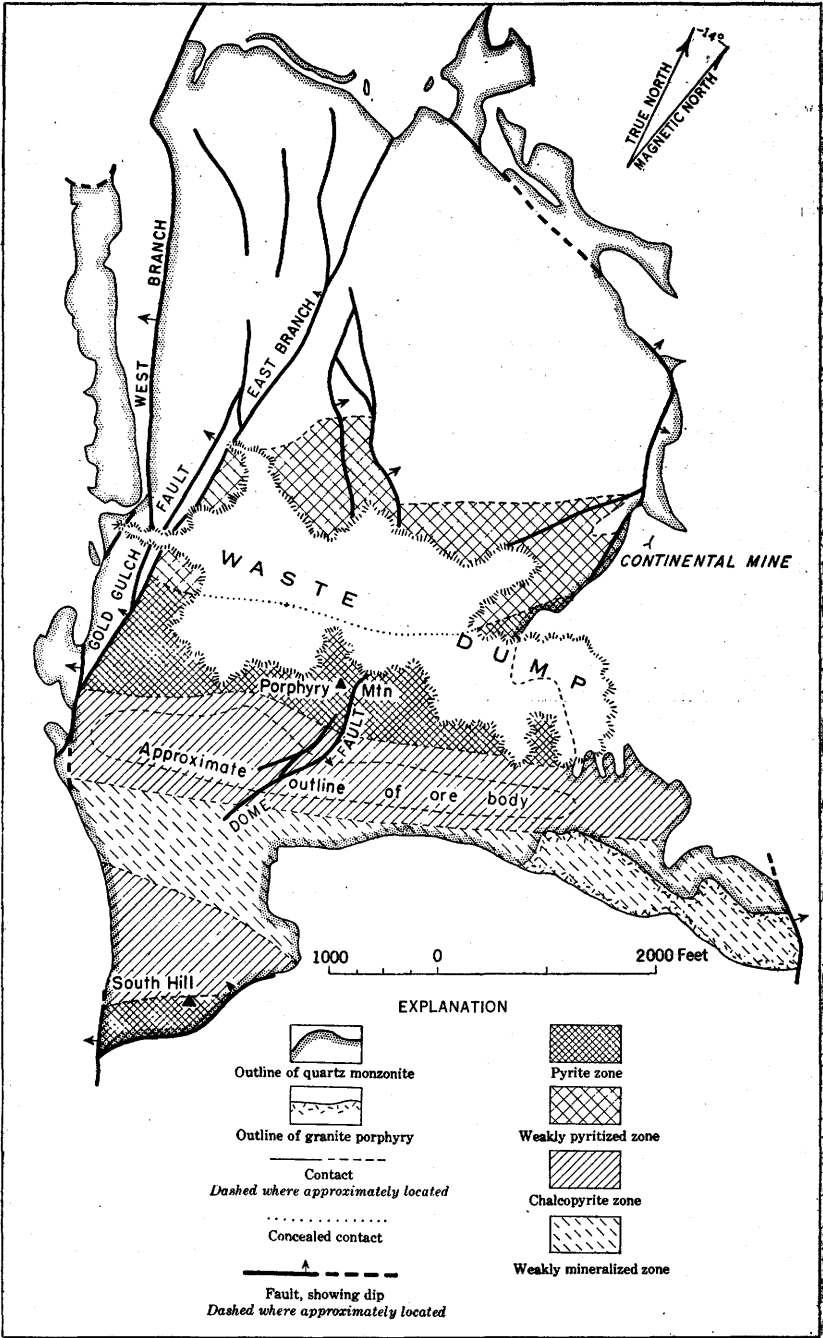 -14°
TRUE NORTH
MAGNETIC NORTH
WEST BRANCH
EAST BRANCH
GOLD GULCH FAULT
WASTE DUMP
CONTINENTAL MINE
Porphyry Mtn
Approximate outline of ore body
DOME FAULT
South Hill
1000 0 2000 Feet
EXPLANATION
Outline of quartz monzonite
Outline of granite porphyry
Contact
Dashed where approximately located
Concealed contact
Fault, showing dip
Dashed where approximately located
Pyrite zone
Weakly pyritized zone
Chalcopyrite zone
Weakly mineralized zone